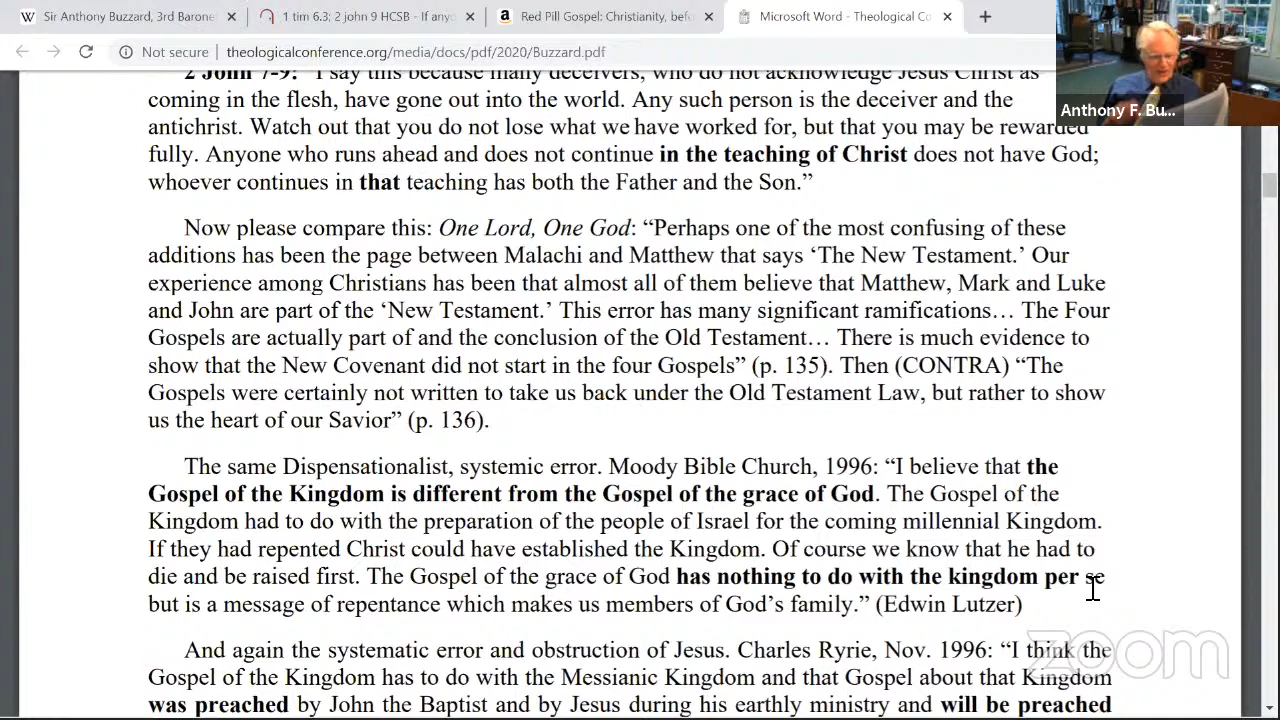 Sir Anthony Buzzard, 3rd Barone
1 tim 6.3; 2 john 9 HCSB - If any
Red Pill Gospel: Christianity, bef
Microsoft Word - Theological Co
Not secure | theologicalconference.org/media/docs/pdf/2020/Buzzard.pdf
Anthony F. Bu...
2 John 7-9: “I say this because many deceivers, who do not acknowledge Jesus Christ as
coming in the flesh, have gone out into the world. Any such person is the deceiver and the
antichrist. Watch out that you do not lose what we have worked for, but that you may be rewarded
fully. Anyone who runs ahead and does not continue in the teaching of Christ does not have God;
whoever continues in that teaching has both the Father and the Son.”
Now please compare this: One Lord, One God: “Perhaps one of the most confusing of these
additions has been the page between Malachi and Matthew that says ‘The New Testament.’ Our
experience among Christians has been that almost all of them believe that Matthew, Mark and Luke
and John are part of the ‘New Testament.’ This error has many significant ramifications… The Four
Gospels are actually part of and the conclusion of the Old Testament… There is much evidence to
show that the New Covenant did not start in the four Gospels” (p. 135). Then (CONTRA) “The
Gospels were certainly not written to take us back under the Old Testament Law, but rather to show
us the heart of our Savior” (p. 136).
The same Dispensationalist, systemic error. Moody Bible Church, 1996: “I believe that the
Gospel of the Kingdom is different from the Gospel of the grace of God. The Gospel of the
Kingdom had to do with the preparation of the people of Israel for the coming millennial Kingdom.
If they had repented Christ could have established the Kingdom. Of course we know that he had to
die and be raised first. The Gospel of the grace of God has nothing to do with the kingdom per se
but is a message of repentance which makes us members of God’s family.” (Edwin Lutzer)
And again the systematic error and obstruction of Jesus. Charles Ryrie, Nov. 1996: “I think the
Gospel of the Kingdom has to do with the Messianic Kingdom and that Gospel about that Kingdom
was preached by John the Baptist and by Jesus during his earthly ministry and will be preached
zoom